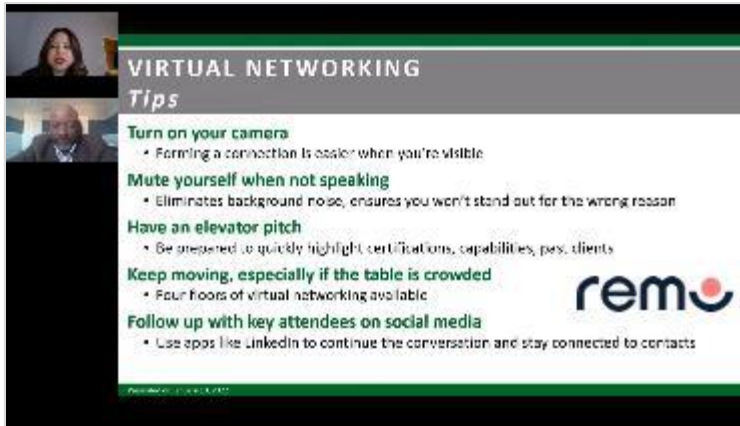 VIRTUAL NETWORKING
Tips
Turn on your camera
• Forming a connection is easier when you're visible
Mute yourself when not speaking
• Eliminates background noise, ensures you won't stand out for the wrong reason
Have an elevator pitch
• Be prepared to quickly highlight certifications, capabilities, past clients
Keep moving, especially if the table is crowded
• Four floors of virtual networking available
remo
Follow up with key attendees on social media
• Use apps like LinkedIn to continue the conversation and stay connected to contacts